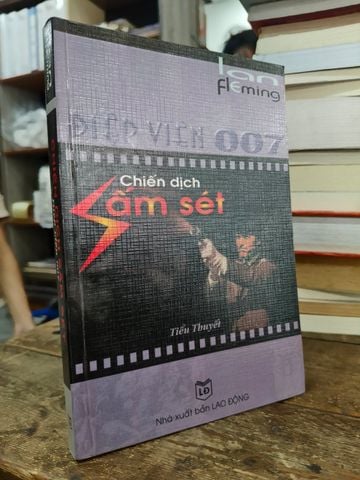 Ian
fleming
ĐIỆP VIÊN 007
Chiến dịch
Sấm sét
Tiểu Thuyết
LĐ
Nhà xuất bản LAO ĐỘNG